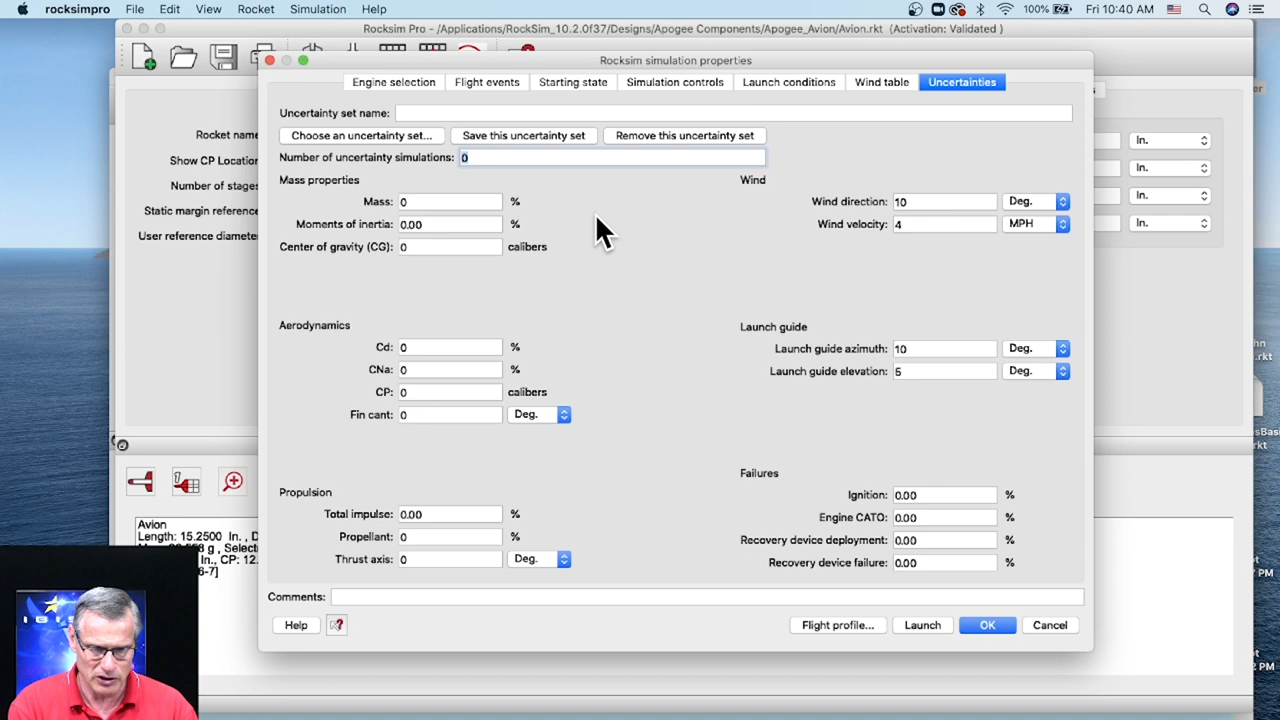 rocksimpro File Edit View Rocket Simulation Help 100% Fri 10:40 AM
Rocksim Pro - /Applications/RockSim_10.2.0f37/Designs/Apogee Components/Apogee_Avion/Avion.rkt (Activation: Validated )
Rocksim simulation properties
Engine selection Flight events Starting state Simulation controls Launch conditions Wind table Uncertainties
Uncertainty set name:
Choose an uncertainty set... Save this uncertainty set Remove this uncertainty set
Number of uncertainty simulations: 0
Mass properties
Mass: 0 %
Moments of inertia: 0.00 %
Center of gravity (CG): 0 calibers
Wind
Wind direction: 10 Deg.
Wind velocity: 4 MPH
Aerodynamics
Cd: 0 %
CNa: 0 %
CP: 0 calibers
Fin cant: 0 Deg.
Launch guide
Launch guide azimuth: 10 Deg.
Launch guide elevation: 5 Deg.
Propulsion
Total impulse: 0.00 %
Propellant: 0 %
Thrust axis: 0 Deg.
Failures
Ignition: 0.00 %
Engine CATO: 0.00 %
Recovery device deployment: 0.00 %
Recovery device failure: 0.00 %
Comments:
Help Flight profile... Launch OK Cancel
Rocket name
Show CP Location
Number of stages
Static margin reference
User reference diameter
In.
In.
In.
In.
Avion
Length: 15.2500 In. , D
In., CP: 12.
6-7]
.rkt
.rkt